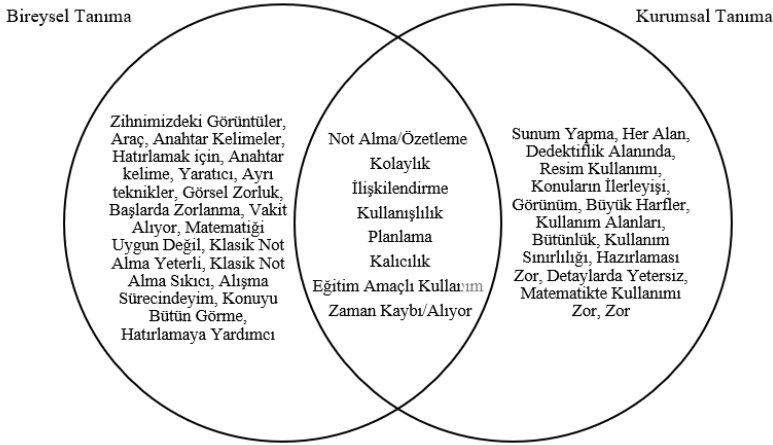 Bireysel Tanıma
Kurumsal Tanıma
Zihnimizdeki Görüntüler,
Araç, Anahtar Kelimeler,
Hatırlamak için, Anahtar
kelime, Yaratıcı, Ayrı
teknikler, Görsel Zorluk,
Başlarda Zorlanma, Vakit
Alıyor, Matematiği
Uygun Değil, Klasik Not
Alma Yeterli, Klasik Not
Alma Sıkıcı, Alışma
Sürecindeyim, Konuyu
Bütün Görme,
Hatırlamaya Yardımcı
Not Alma/Özetleme
Kolaylık
İlişkilendirme
Kullanışlılık
Planlama
Kalıcılık
Eğitim Amaçlı Kullanım
Zaman Kaybı/Alıyor
Sunum Yapma, Her Alan,
Dedektiflik Alanında,
Resim Kullanımı,
Konuların İlerleyişi,
Görünüm, Büyük Harfler,
Kullanım Alanları,
Bütünlük, Kullanım
Sınırlılığı, Hazırlaması
Zor, Detaylarda Yetersiz,
Matematikte Kullanımı
Zor, Zor